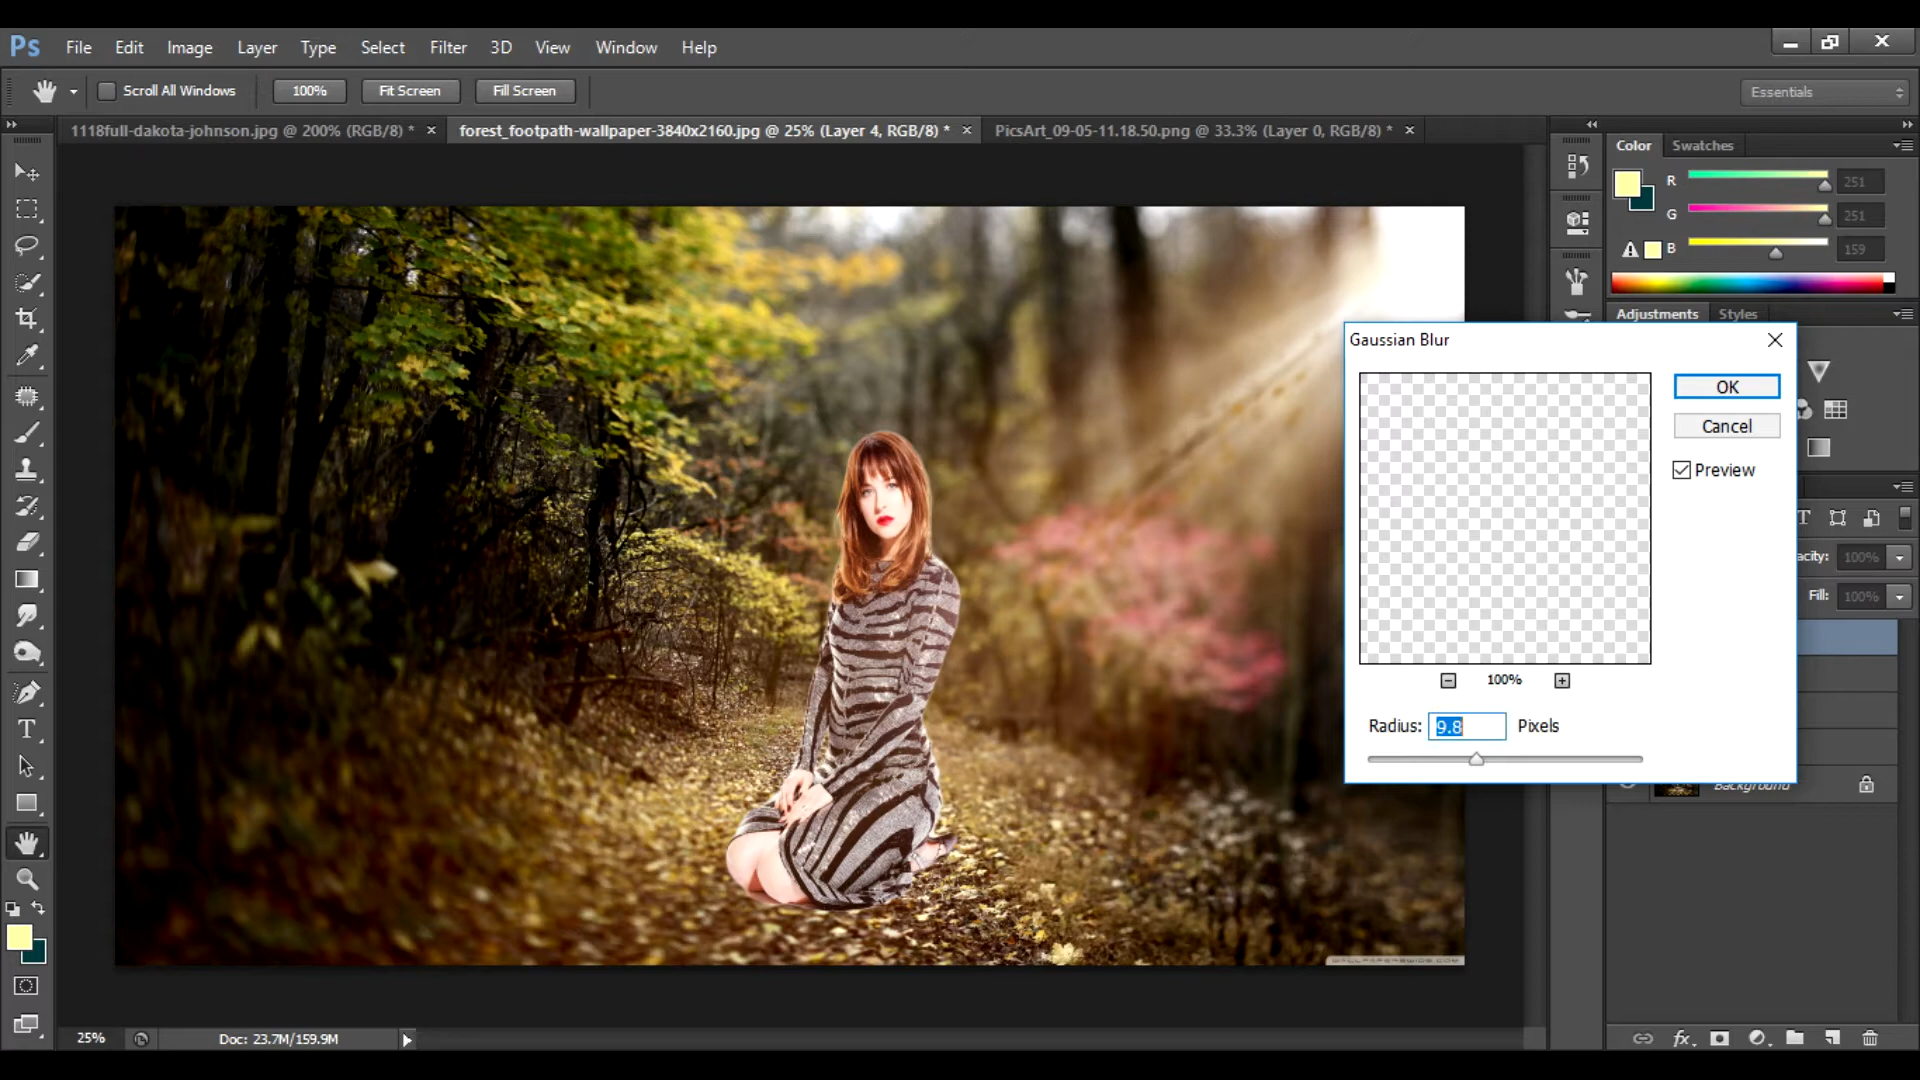 Ps File Edit Image Layer Type Select Filter 3D View Window Help
Scroll All Windows 100% Fit Screen Fill Screen Essentials
1118full-dakota-johnson.jpg @ 200% (RGB/8) * forest_footpath-wallpaper-3840x2160.jpg @ 25% (Layer 4, RGB/8) * PicsArt_09-05-11.18.50.png @ 33.3% (Layer 0, RGB/8) *
Color Swatches
R 251
G 251
B 159
Adjustments Styles
Gaussian Blur
OK
Cancel
Preview
acity: 100%
Fill: 100%
100%
Radius: 9.8 Pixels
Background
25% Doc: 23.7M/159.9M